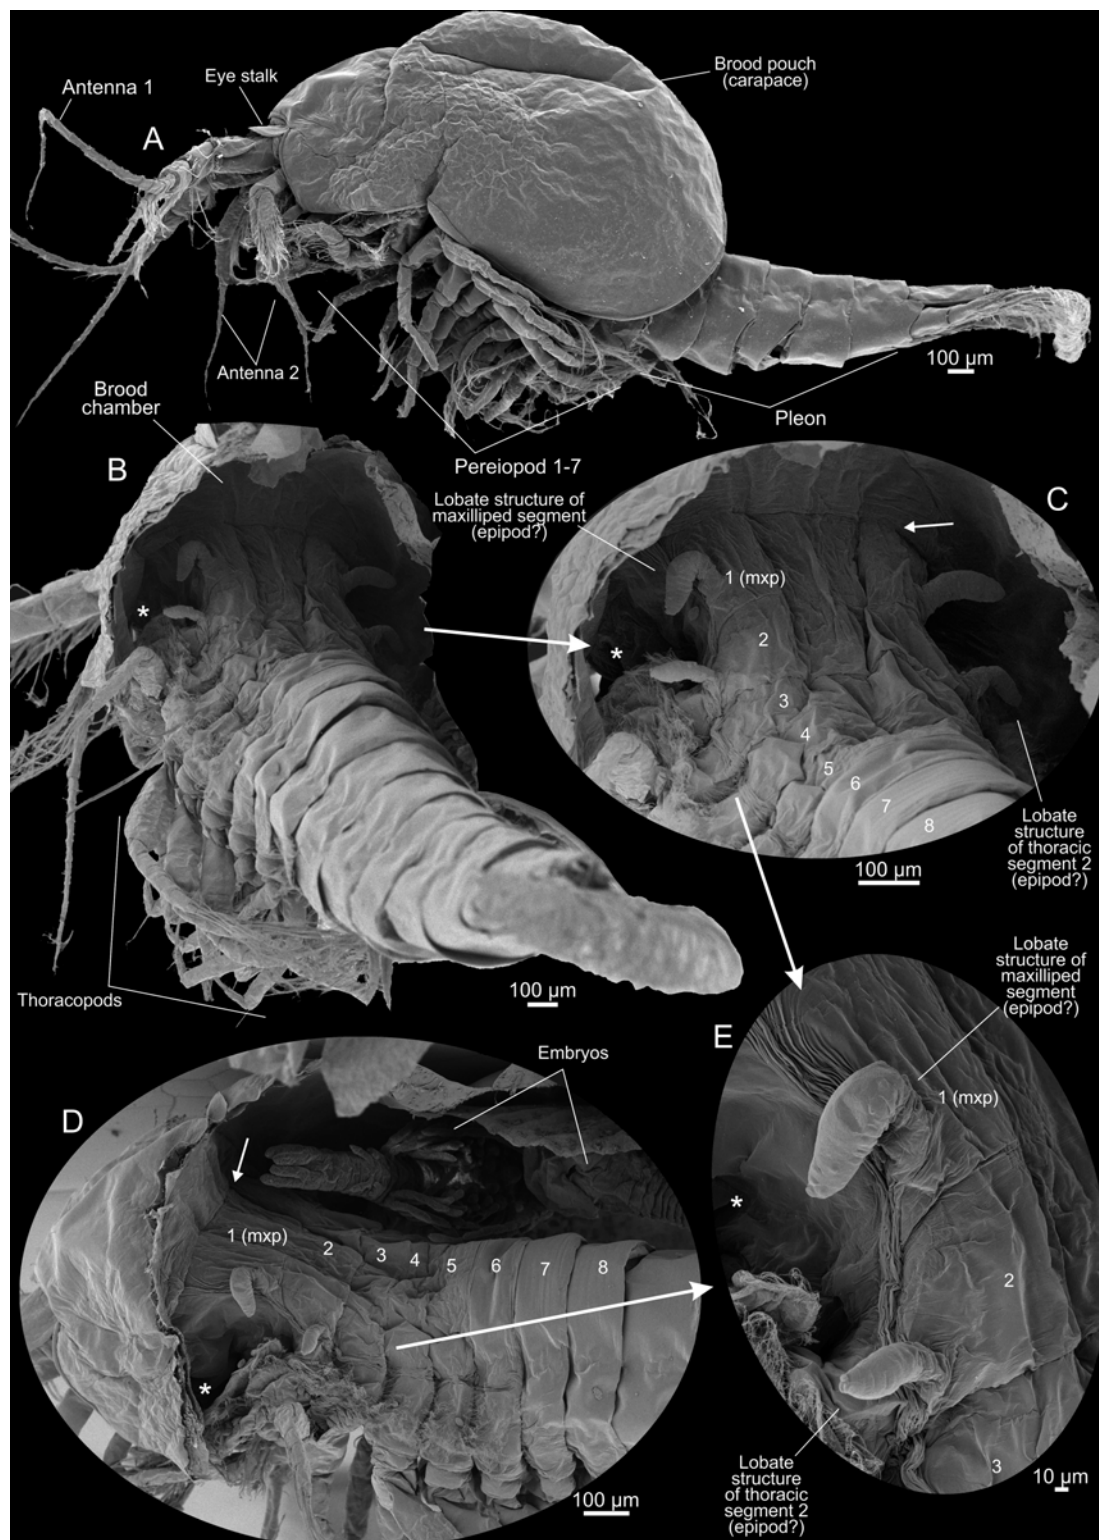 Antenna 1
Eye stalk
Brood pouch
(carapace)
A
Antenna 2
100 µm
Pleon
Pereiopod 1-7
Brood
chamber
B
*
Thoracopods
100 µm
Lobate structure of
maxilliped segment
(epipod?)
C
1 (mxp)
*
2
3
4
5
6
7
8
100 µm
Lobate
structure
of thoracic
segment 2
(epipod?)
Embryos
D
1 (mxp)
2
3
4
5
6
7
8
*
100 µm
Lobate
structure of
maxilliped
segment
(epipod?)
E
1 (mxp)
*
2
3
Lobate
structure
of thoracic
segment 2
(epipod?)
10 µm